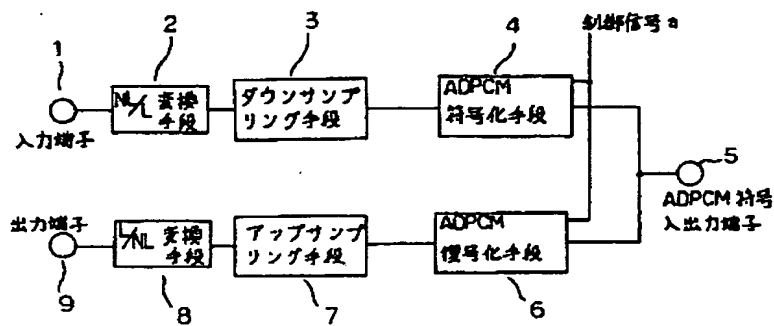 1
2
3
4
制御信号a
入力端子
NL/L 変換
手段
ダウンサンプ
リング手段
ADPCM
符号化手段
5
ADPCM 符号
入出力端子
出力端子
9
L/NL 変換
手段
8
アップサンプ
リング手段
7
ADPCM
復号化手段
6